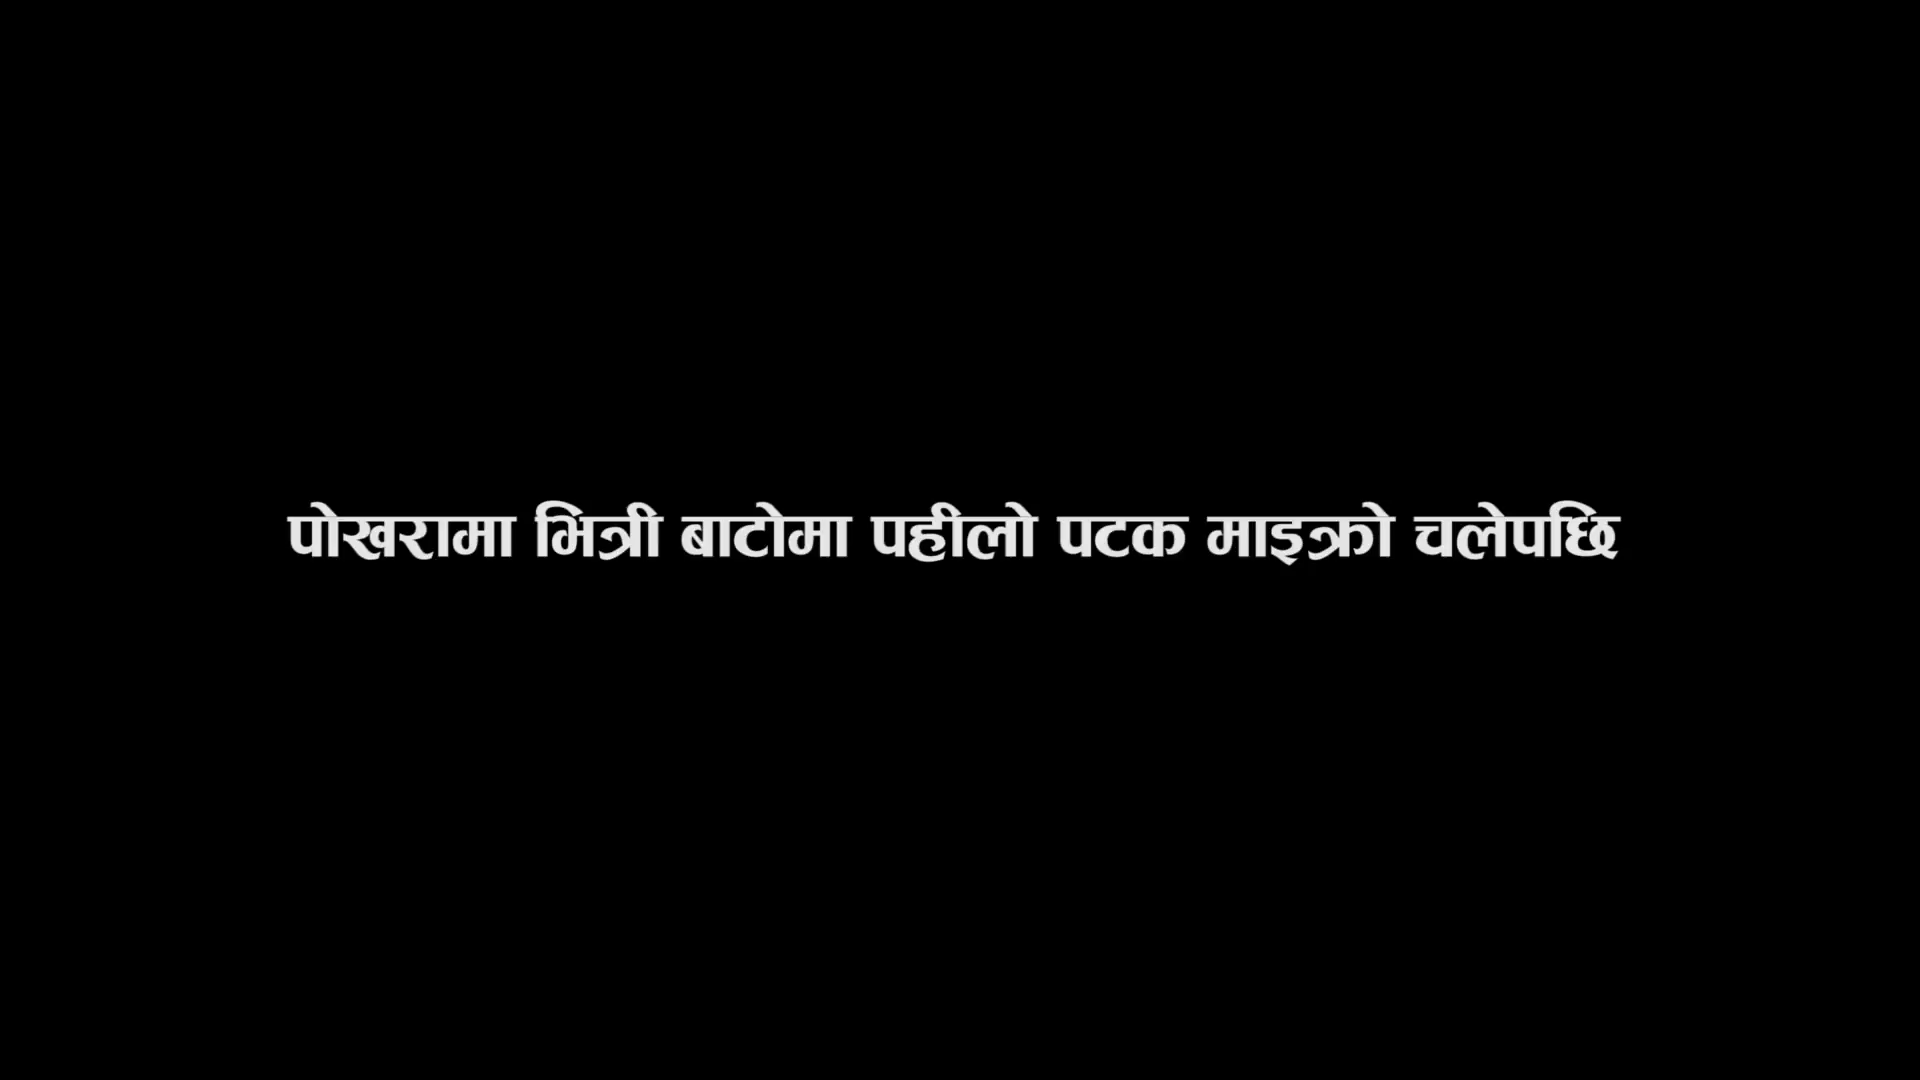 पोखरामा भित्री बाटोमा पहीलो पटक माइक्रो चलेपछि